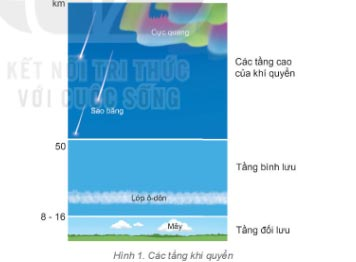 km
Cực quang
KẾT NỐI TRI THỨC
VỚI CUỘC SỐNG
Các tầng cao
của khí quyển
Sao băng
50
Tầng bình lưu
Lớp ô-dôn
8 - 16
Mây
Tầng đối lưu
Hình 1. Các tầng khí quyển